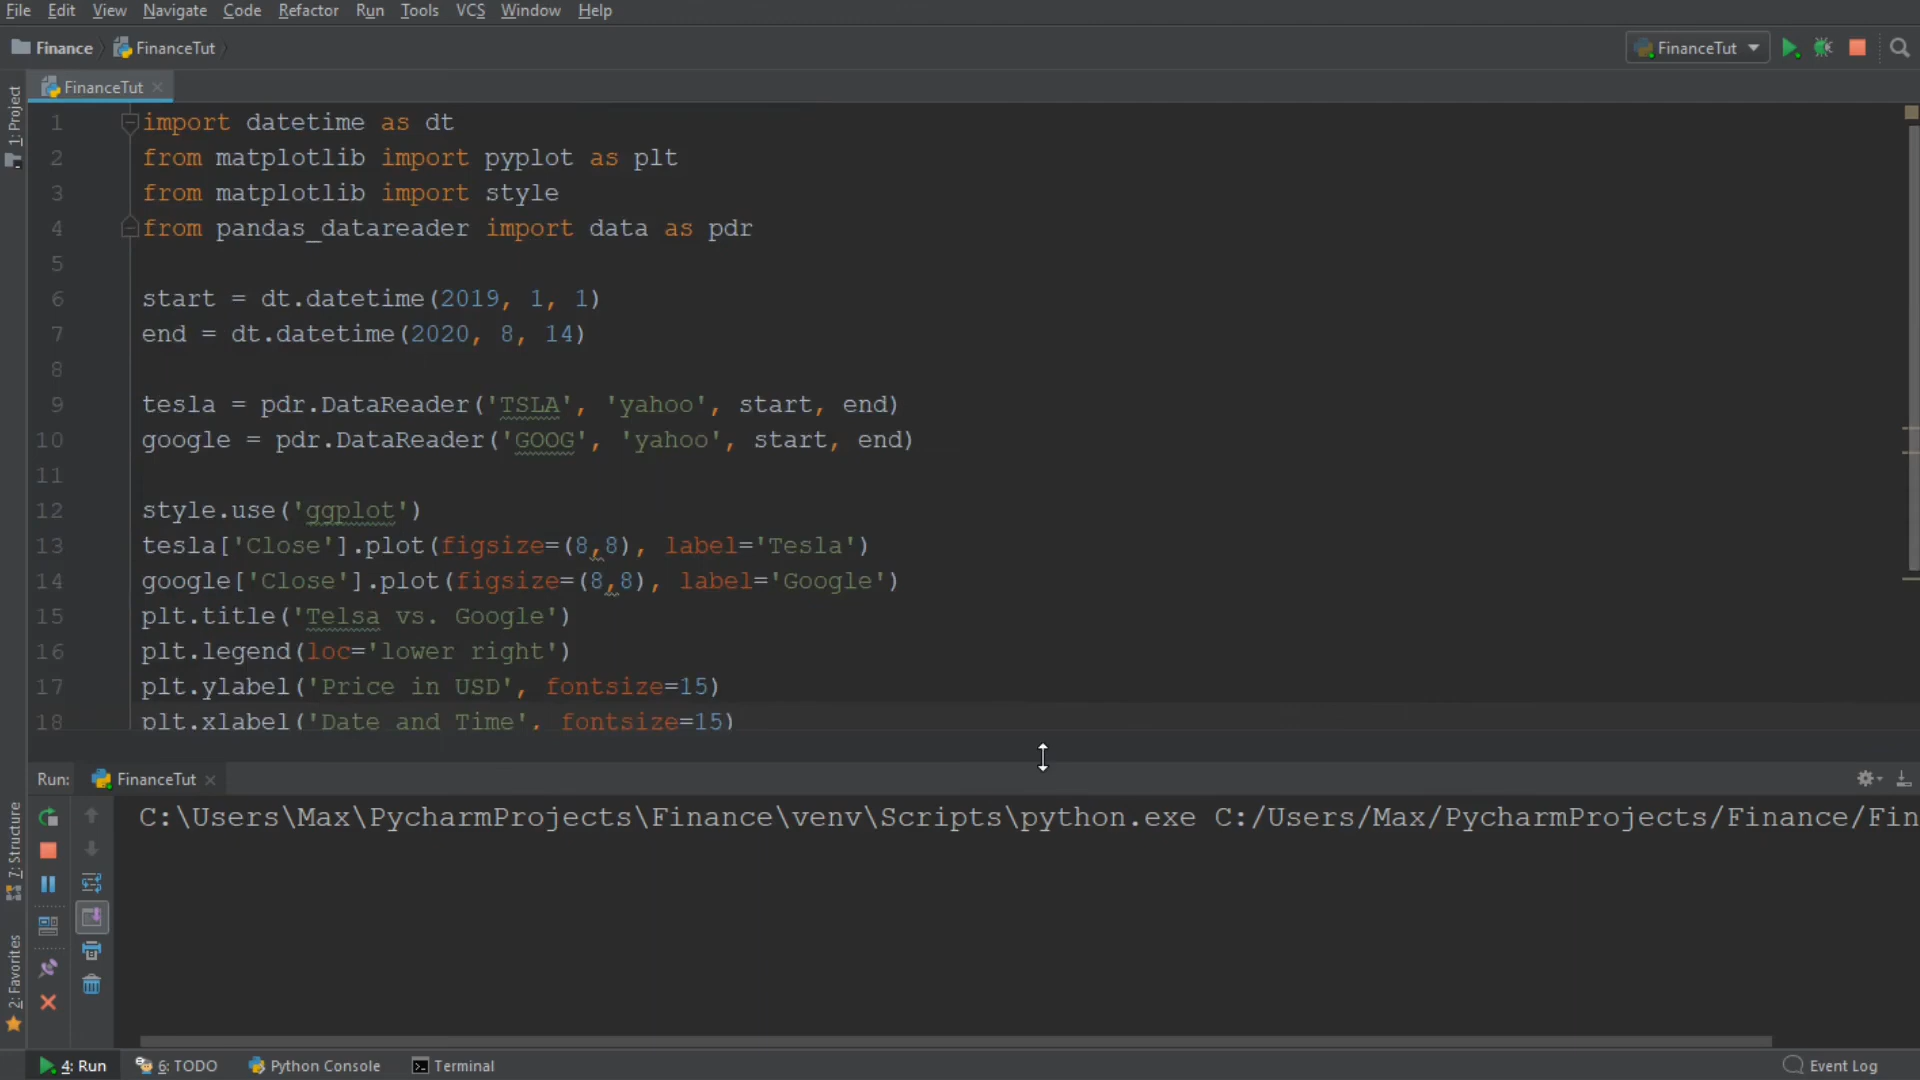 File Edit View Navigate Code Refactor Run Tools VCS Window Help
Finance FinanceTut
FinanceTut
FinanceTut
1: Project
1 import datetime as dt
2 from matplotlib import pyplot as plt
3 from matplotlib import style
4 from pandas_datareader import data as pdr
5
6 start = dt.datetime(2019, 1, 1)
7 end = dt.datetime(2020, 8, 14)
8
9 tesla = pdr.DataReader('TSLA', 'yahoo', start, end)
10 google = pdr.DataReader('GOOG', 'yahoo', start, end)
11
12 style.use('ggplot')
13 tesla['Close'].plot(figsize=(8,8), label='Tesla')
14 google['Close'].plot(figsize=(8,8), label='Google')
15 plt.title('Telsa vs. Google')
16 plt.legend(loc='lower right')
17 plt.ylabel('Price in USD', fontsize=15)
18 plt.xlabel('Date and Time', fontsize=15)
Run: FinanceTut
C:\Users\Max\PycharmProjects\Finance\venv\Scripts\python.exe C:/Users/Max/PycharmProjects/Finance/Fin
7: Structure
2: Favorites
4: Run 6: TODO Python Console Terminal Event Log